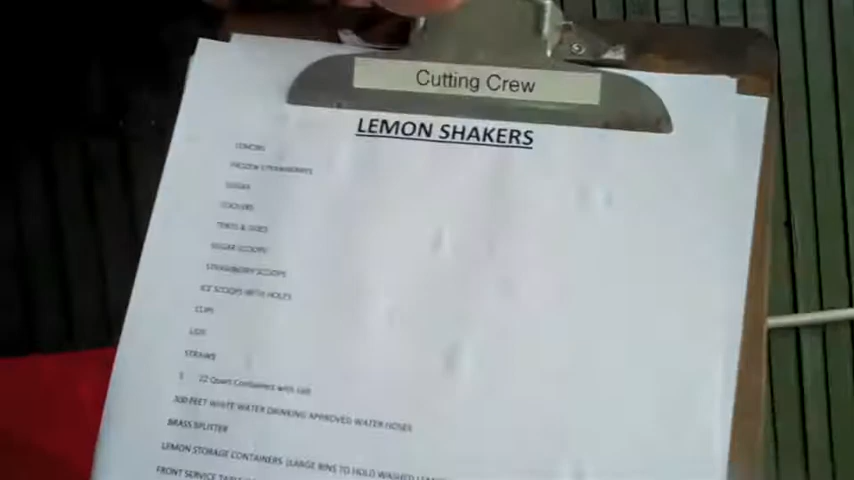 Cutting Crew
LEMON SHAKERS
LEMONS
FROZEN STRAWBERRIES
SUGAR
COOLERS
TENTS & SIDES
SUGAR SCOOPS
STRAWBERRY SCOOPS
ICE SCOOPS WITH HOLES
CUPS
LIDS
STRAWS
22 Quart Containers with Lids
300 FEET WHITE WATER DRINKING APPROVED WATER HOSES
BRASS SPLITTER
LEMON STORAGE CONTAINERS (LARGE BINS TO HOLD WASHED
FRONT SERVICE